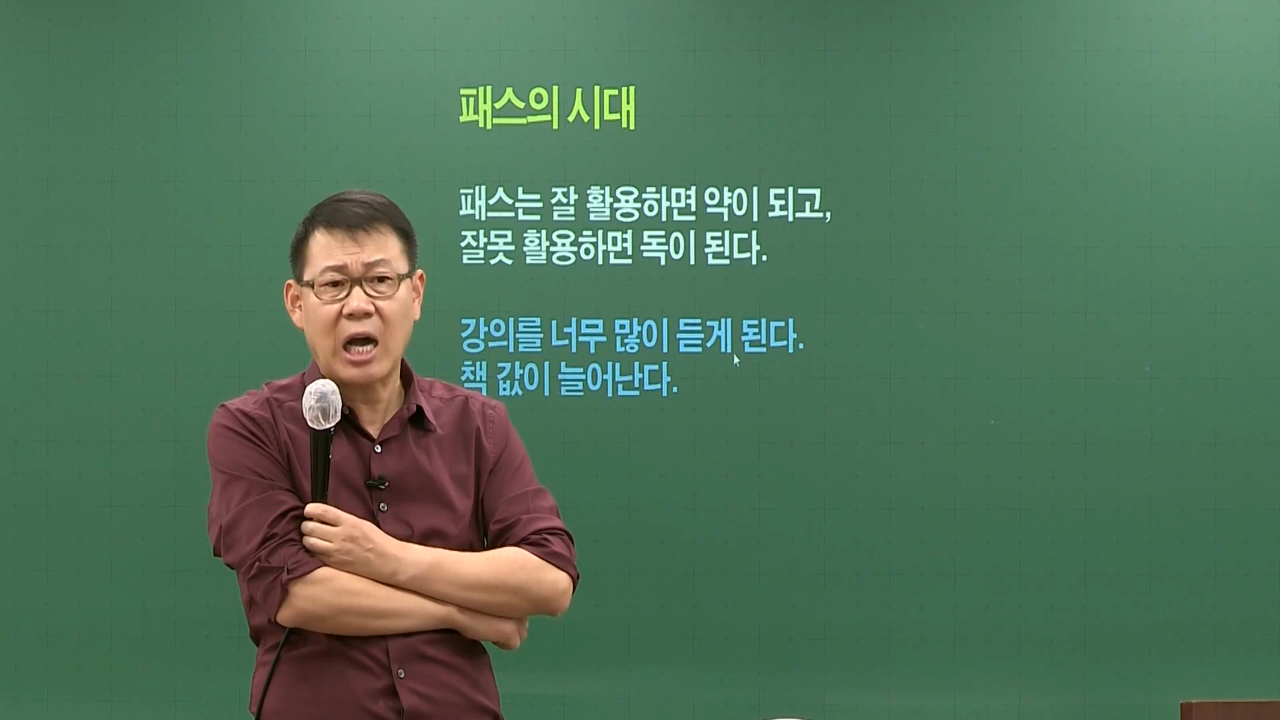 패스의 시대
패스는 잘 활용하면 약이 되고,
잘못 활용하면 독이 된다.
강의를 너무 많이 듣게 된다.
책 값이 늘어난다.